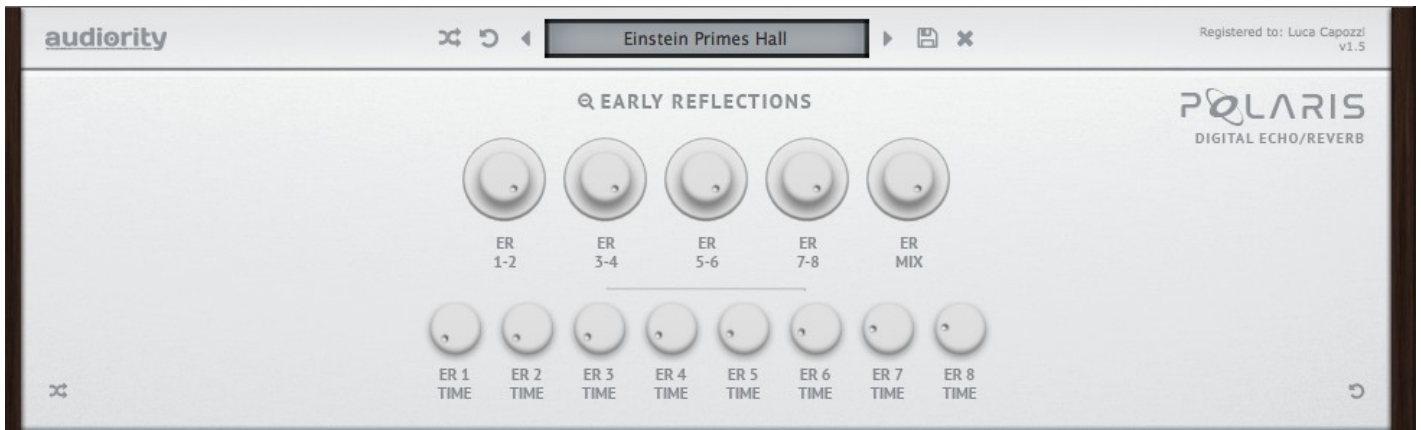 audiority
Einstein Primes Hall
Registered to: Luca Capozzi
v1.5
EARLY REFLECTIONS
POLARIS
DIGITAL ECHO/REVERB
ER
1-2
ER
3-4
ER
5-6
ER
7-8
ER
MIX
ER 1
TIME
ER 2
TIME
ER 3
TIME
ER 4
TIME
ER 5
TIME
ER 6
TIME
ER 7
TIME
ER 8
TIME